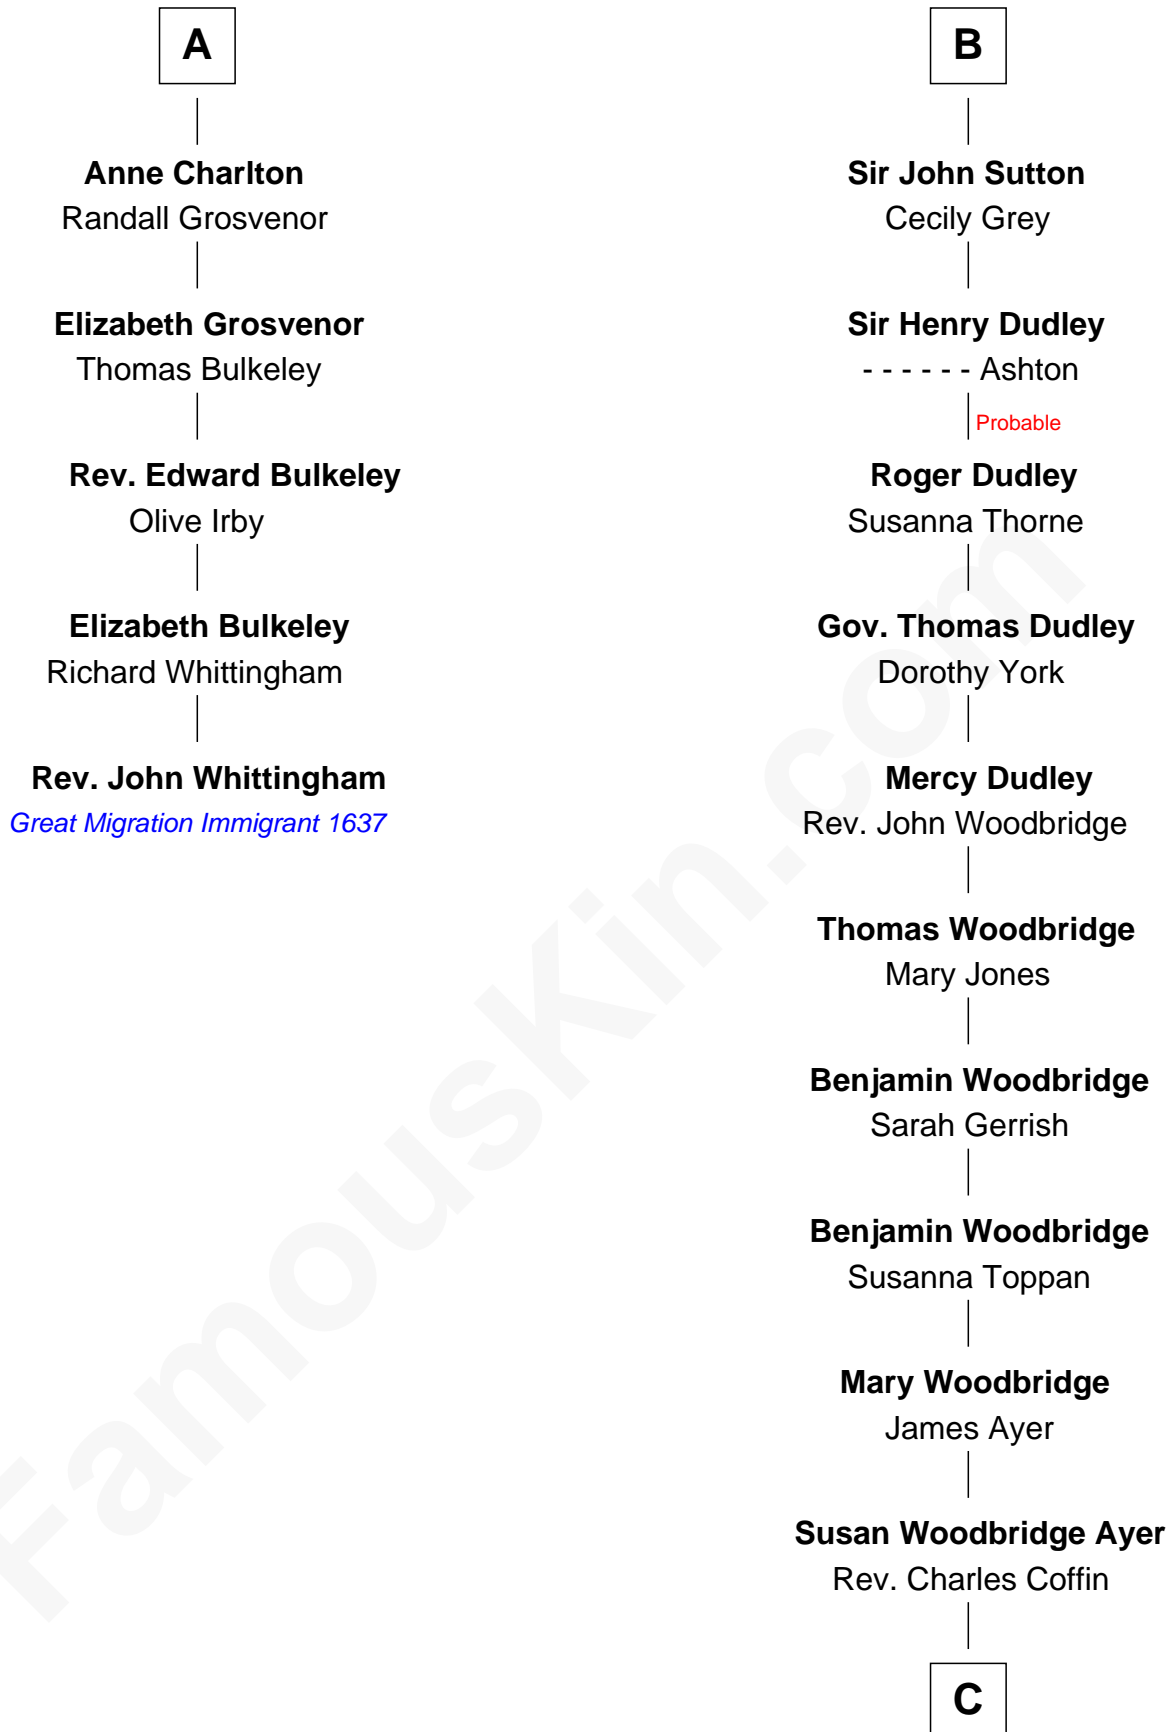 A
Anne Charlton
Randall Grosvenor
Elizabeth Grosvenor
Thomas Bulkeley
Rev. Edward Bulkeley
Olive Irby
Elizabeth Bulkeley
Richard Whittingham
Rev. John Whittingham
Great Migration Immigrant 1637
B
Sir John Sutton
Cecily Grey
Sir Henry Dudley
- - - - - - Ashton
Probable
Roger Dudley
Susanna Thorne
Gov. Thomas Dudley
Dorothy York
Mercy Dudley
Rev. John Woodbridge
Thomas Woodbridge
Mary Jones
Benjamin Woodbridge
Sarah Gerrish
Benjamin Woodbridge
Susanna Toppan
Mary Woodbridge
James Ayer
Susan Woodbridge Ayer
Rev. Charles Coffin
C
FamousKin.com